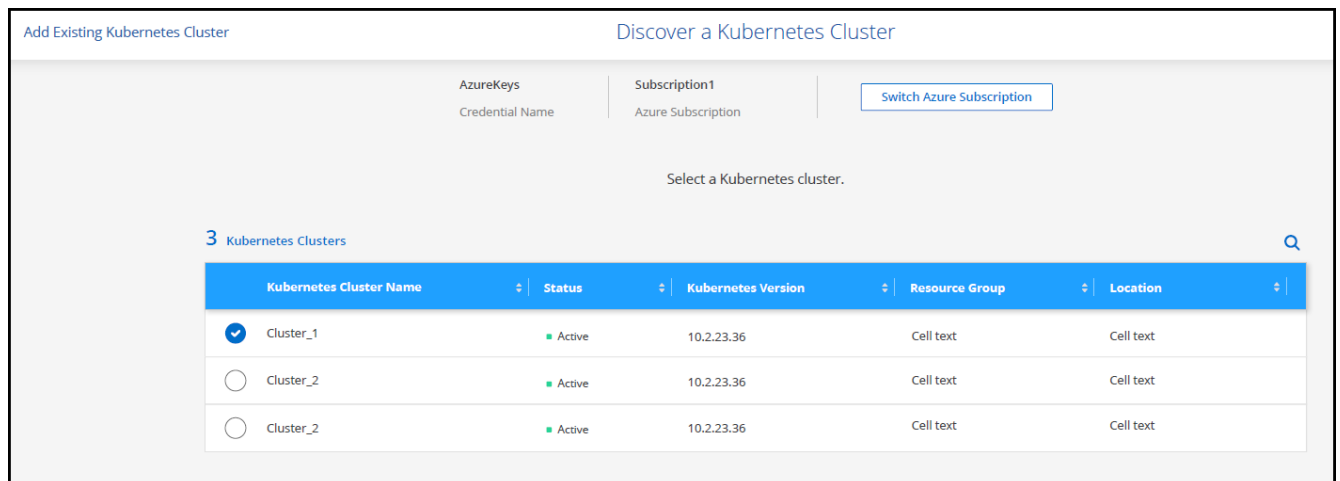 Add Existing Kubernetes Cluster
Discover a Kubernetes Cluster
AzureKeys
Subscription1
Switch Azure Subscription
Credential Name
Azure Subscription
Select a Kubernetes cluster.
3 Kubernetes Clusters
Kubernetes Cluster Name Status Kubernetes Version Resource Group Location
Cluster_1 Active 10.2.23.36 Cell text Cell text
Cluster_2 Active 10.2.23.36 Cell text Cell text
Cluster_2 Active 10.2.23.36 Cell text Cell text